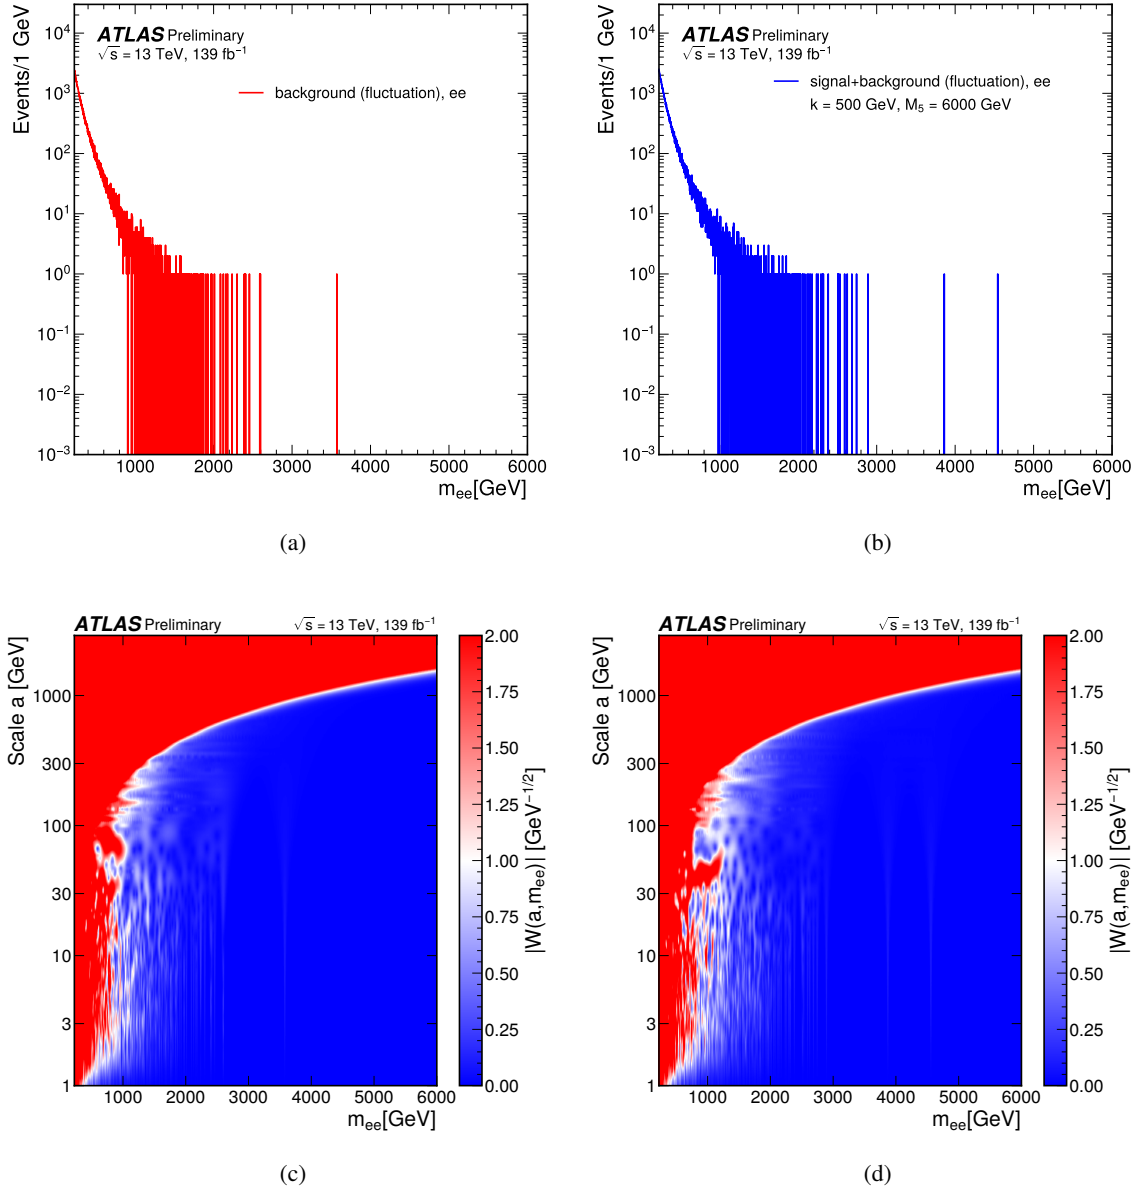 ATLAS Preliminary
√s = 13 TeV, 139 fb⁻¹
background (fluctuation), ee
Events/1 GeV
10⁴
10³
10²
10¹
10⁰
10⁻¹
10⁻²
10⁻³
1000 2000 3000 4000 5000 6000
m_ee[GeV]
(a)
ATLAS Preliminary
√s = 13 TeV, 139 fb⁻¹
signal+background (fluctuation), ee
k = 500 GeV, M₅ = 6000 GeV
Events/1 GeV
10⁴
10³
10²
10¹
10⁰
10⁻¹
10⁻²
10⁻³
1000 2000 3000 4000 5000 6000
m_ee[GeV]
(b)
ATLAS Preliminary √s = 13 TeV, 139 fb⁻¹
Scale a [GeV]
1000
300
100
30
10
3
1
1000 2000 3000 4000 5000 6000
m_ee[GeV]
2.00
1.75
1.50
1.25
1.00
0.75
0.50
0.25
0.00
|W(a,m_ee)| [GeV⁻¹/²]
(c)
ATLAS Preliminary √s = 13 TeV, 139 fb⁻¹
Scale a [GeV]
1000
300
100
30
10
3
1
1000 2000 3000 4000 5000 6000
m_ee[GeV]
2.00
1.75
1.50
1.25
1.00
0.75
0.50
0.25
0.00
|W(a,m_ee)| [GeV⁻¹/²]
(d)